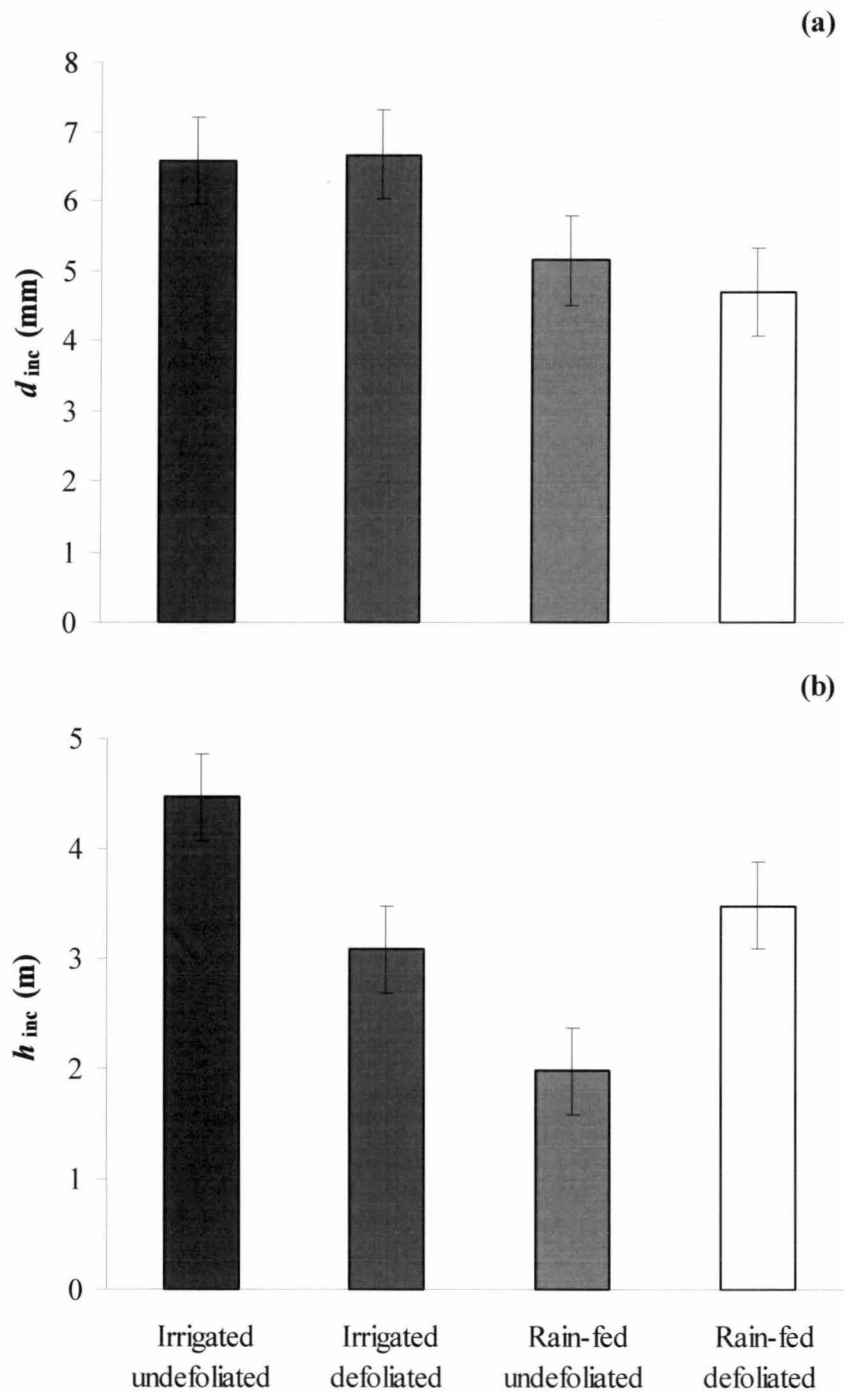 (a)
8
7
6
5
4
3
2
1
0
d inc (mm)
(b)
5
4
3
2
1
0
h inc (m)
Irrigated
undefoliated
Irrigated
defoliated
Rain-fed
undefoliated
Rain-fed
defoliated